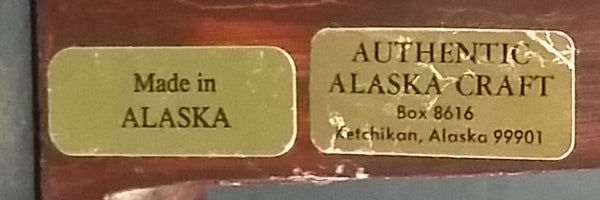 Made in
ALASKA
AUTHENTIC
ALASKA CRAFT
Box 8616
Ketchikan, Alaska 99901